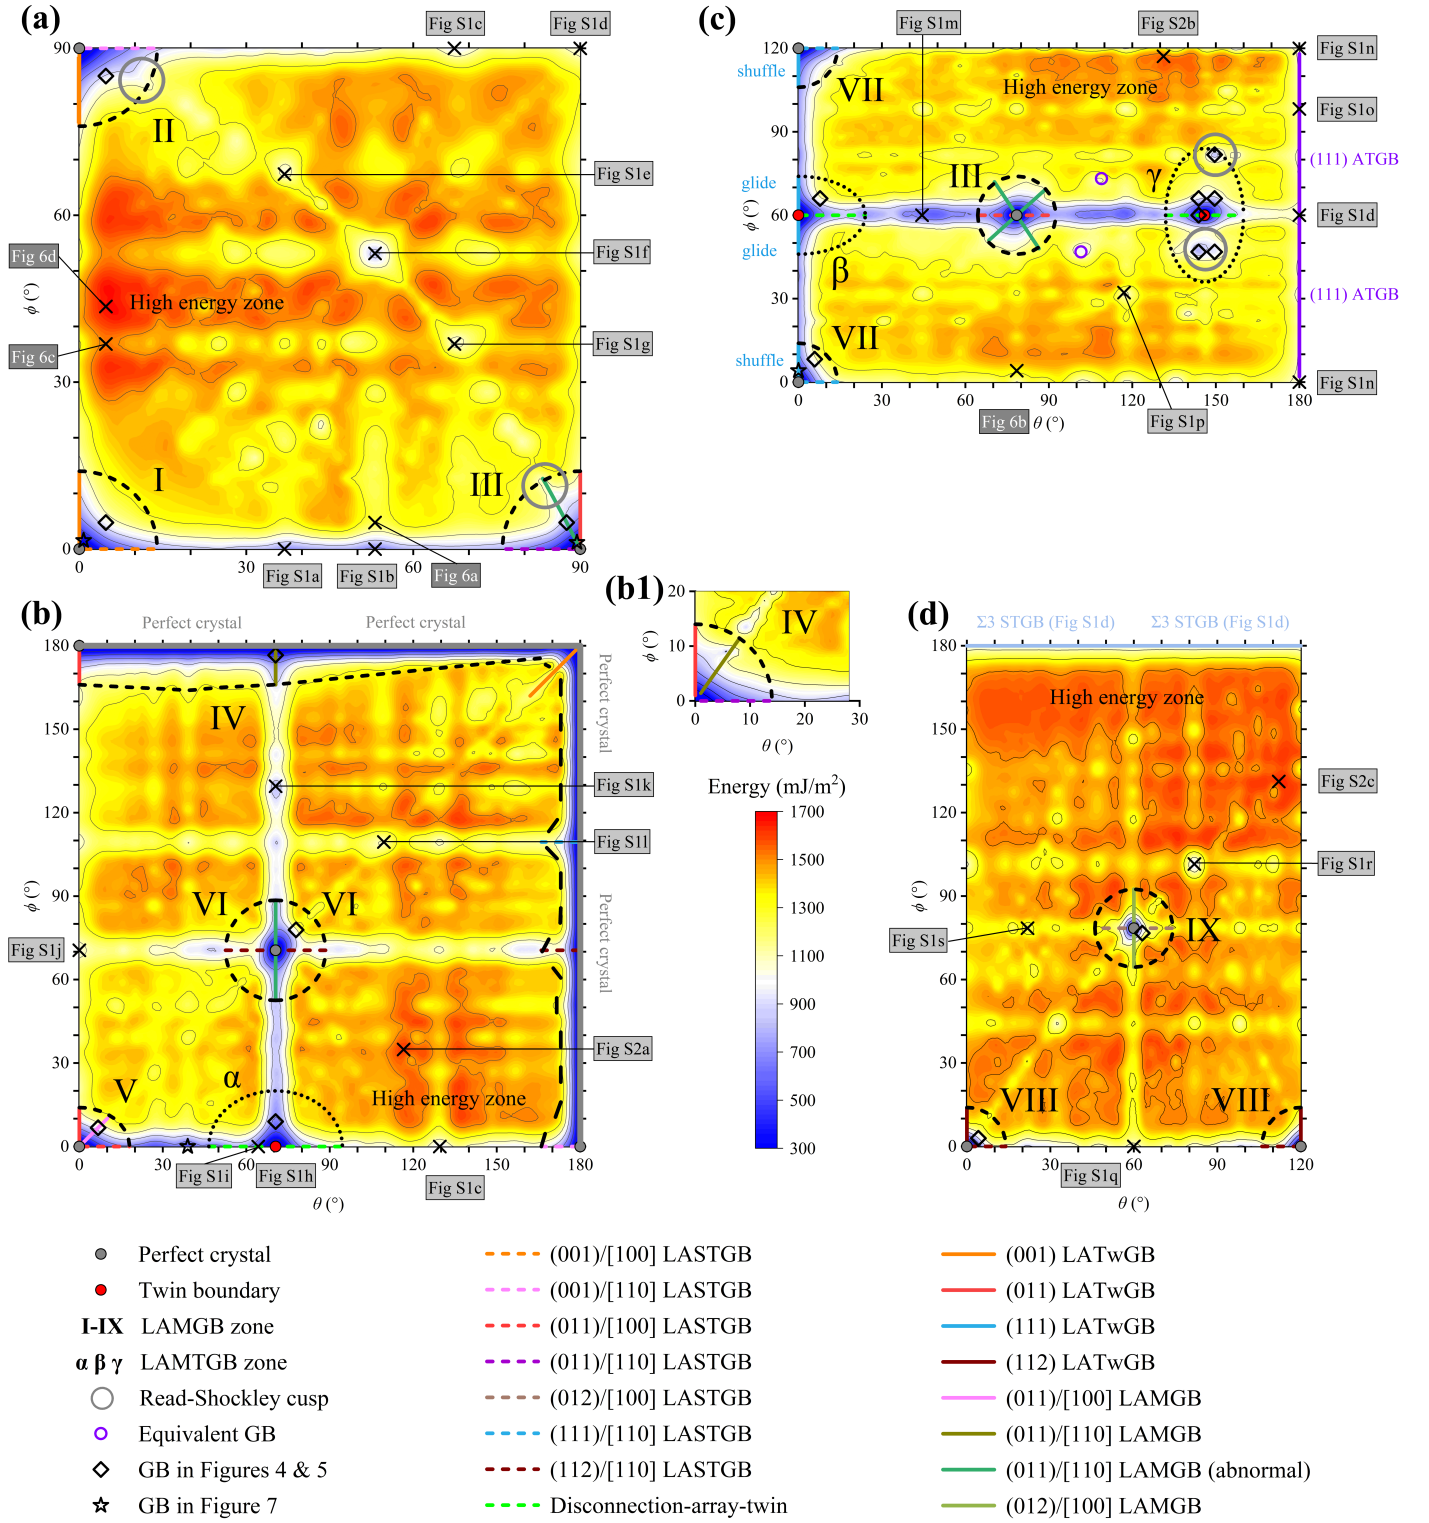 (a)
Fig S1c
Fig S1d
90
60
30
0
ϕ (°)
II
Fig S1e
Fig S1f
Fig S1g
Fig 6d
High energy zone
Fig 6c
I
III
0
30
60
90
Fig S1a
Fig S1b
Fig 6a
(c)
Fig S1m
Fig S2b
120
90
60
30
0
ϕ (°)
shuffle
glide
glide
shuffle
VII
High energy zone
III
γ
β
VII
Fig S1n
Fig S1o
(111) ATGB
Fig S1d
(111) ATGB
Fig S1n
0
30
60
90
120
150
180
Fig 6b
θ (°)
Fig S1p
(b)
Perfect crystal
Perfect crystal
180
150
120
90
60
30
0
ϕ (°)
IV
Perfect crystal
Fig S1k
Fig S1l
VI
VI
Perfect crystal
Fig S1j
Fig S2a
V
α
High energy zone
0
30
60
90
120
150
180
Fig S1i
Fig S1h
Fig S1c
θ (°)
(b1)
20
10
0
ϕ (°)
IV
0
10
20
30
θ (°)
Energy (mJ/m²)
1700
1500
1300
1100
900
700
500
300
(d)
Σ3 STGB (Fig S1d)
Σ3 STGB (Fig S1d)
180
150
120
90
60
30
0
ϕ (°)
High energy zone
Fig S2c
Fig S1r
Fig S1s
IX
VIII
VIII
0
30
60
90
120
Fig S1q
θ (°)
Perfect crystal
Twin boundary
I-IX LAMGB zone
α β γ LAMTGB zone
Read-Shockley cusp
Equivalent GB
GB in Figures 4 & 5
GB in Figure 7
(001)/[100] LASTGB
(001)/[110] LASTGB
(011)/[100] LASTGB
(011)/[110] LASTGB
(012)/[100] LASTGB
(111)/[110] LASTGB
(112)/[110] LASTGB
Disconnection-array-twin
(001) LATwGB
(011) LATwGB
(111) LATwGB
(112) LATwGB
(011)/[100] LAMGB
(011)/[110] LAMGB
(011)/[110] LAMGB (abnormal)
(012)/[100] LAMGB